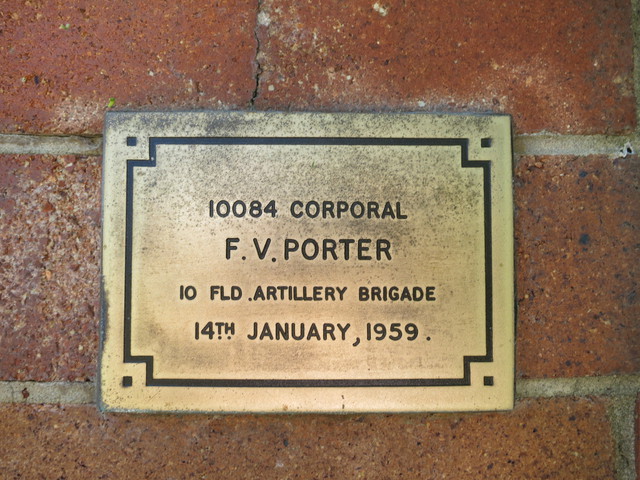 10084 CORPORAL
F. V. PORTER
10 FLD. ARTILLERY BRIGADE
14TH JANUARY, 1959.